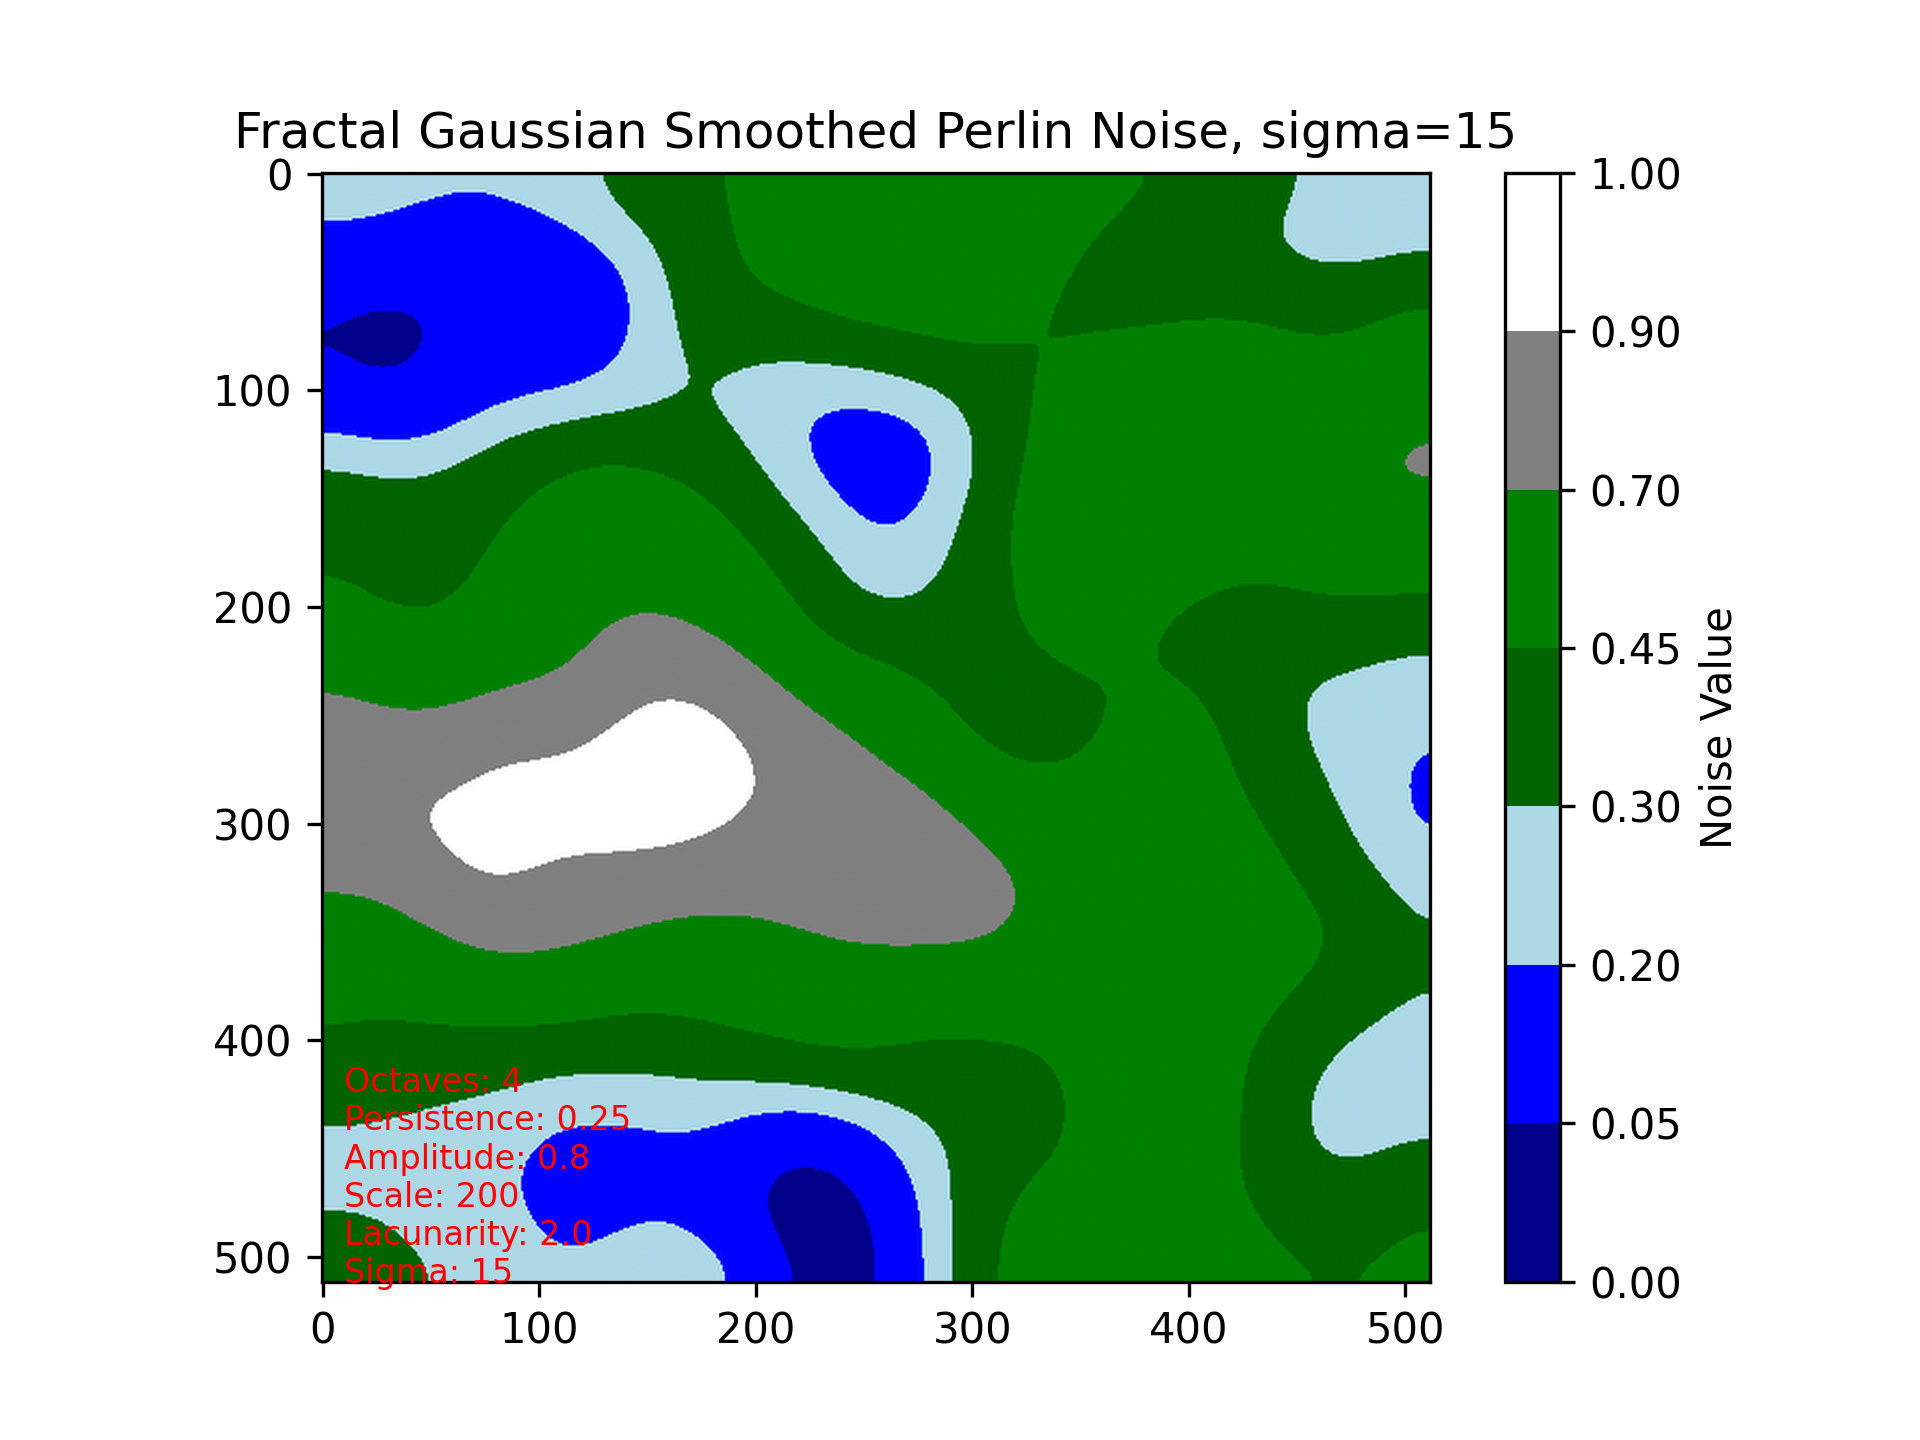 Fractal Gaussian Smoothed Perlin Noise, sigma=15
0
100
200
300
400
500
Octaves: 4
Persistence: 0.25
Amplitude: 0.8
Scale: 200
Lacunarity: 2.0
Sigma: 15
0 100 200 300 400 500
1.00
0.90
0.70
0.45
0.30
0.20
0.05
0.00
Noise Value